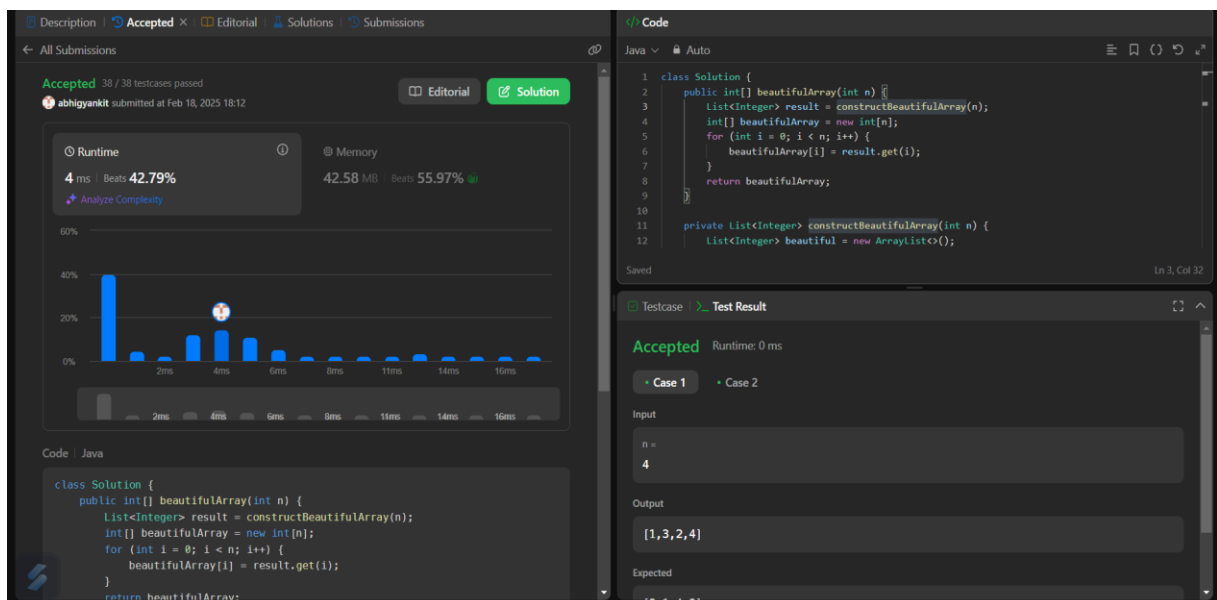 Description | Accepted × | Editorial | Solutions | Submissions
← All Submissions
Accepted 38 / 38 testcases passed
abhigyankit submitted at Feb 18, 2025 18:12
Editorial
Solution
Runtime
4 ms | Beats 42.79%
Analyze Complexity
Memory
42.58 MB | Beats 55.97%
60%
40%
20%
0%
2ms 4ms 6ms 8ms 11ms 14ms 16ms
2ms 4ms 6ms 8ms 11ms 14ms 16ms
Code | Java
class Solution {
    public int[] beautifulArray(int n) {
        List<Integer> result = constructBeautifulArray(n);
        int[] beautifulArray = new int[n];
        for (int i = 0; i < n; i++) {
            beautifulArray[i] = result.get(i);
        }
        return beautifulArray;
</> Code
Java Auto
1 class Solution {
2     public int[] beautifulArray(int n) {
3         List<Integer> result = constructBeautifulArray(n);
4         int[] beautifulArray = new int[n];
5         for (int i = 0; i < n; i++) {
6             beautifulArray[i] = result.get(i);
7         }
8         return beautifulArray;
9     }
10
11     private List<Integer> constructBeautifulArray(int n) {
12         List<Integer> beautiful = new ArrayList<>();
Saved
Ln 3, Col 32
Testcase | >_ Test Result
Accepted Runtime: 0 ms
• Case 1 • Case 2
Input
n =
4
Output
[1,3,2,4]
Expected